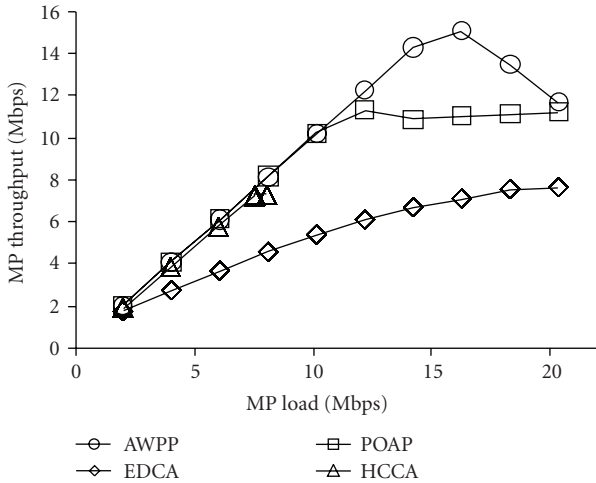 MP throughput (Mbps)
16
14
12
10
8
6
4
2
0
0 5 10 15 20
MP load (Mbps)
AWPP POAP
EDCA HCCA